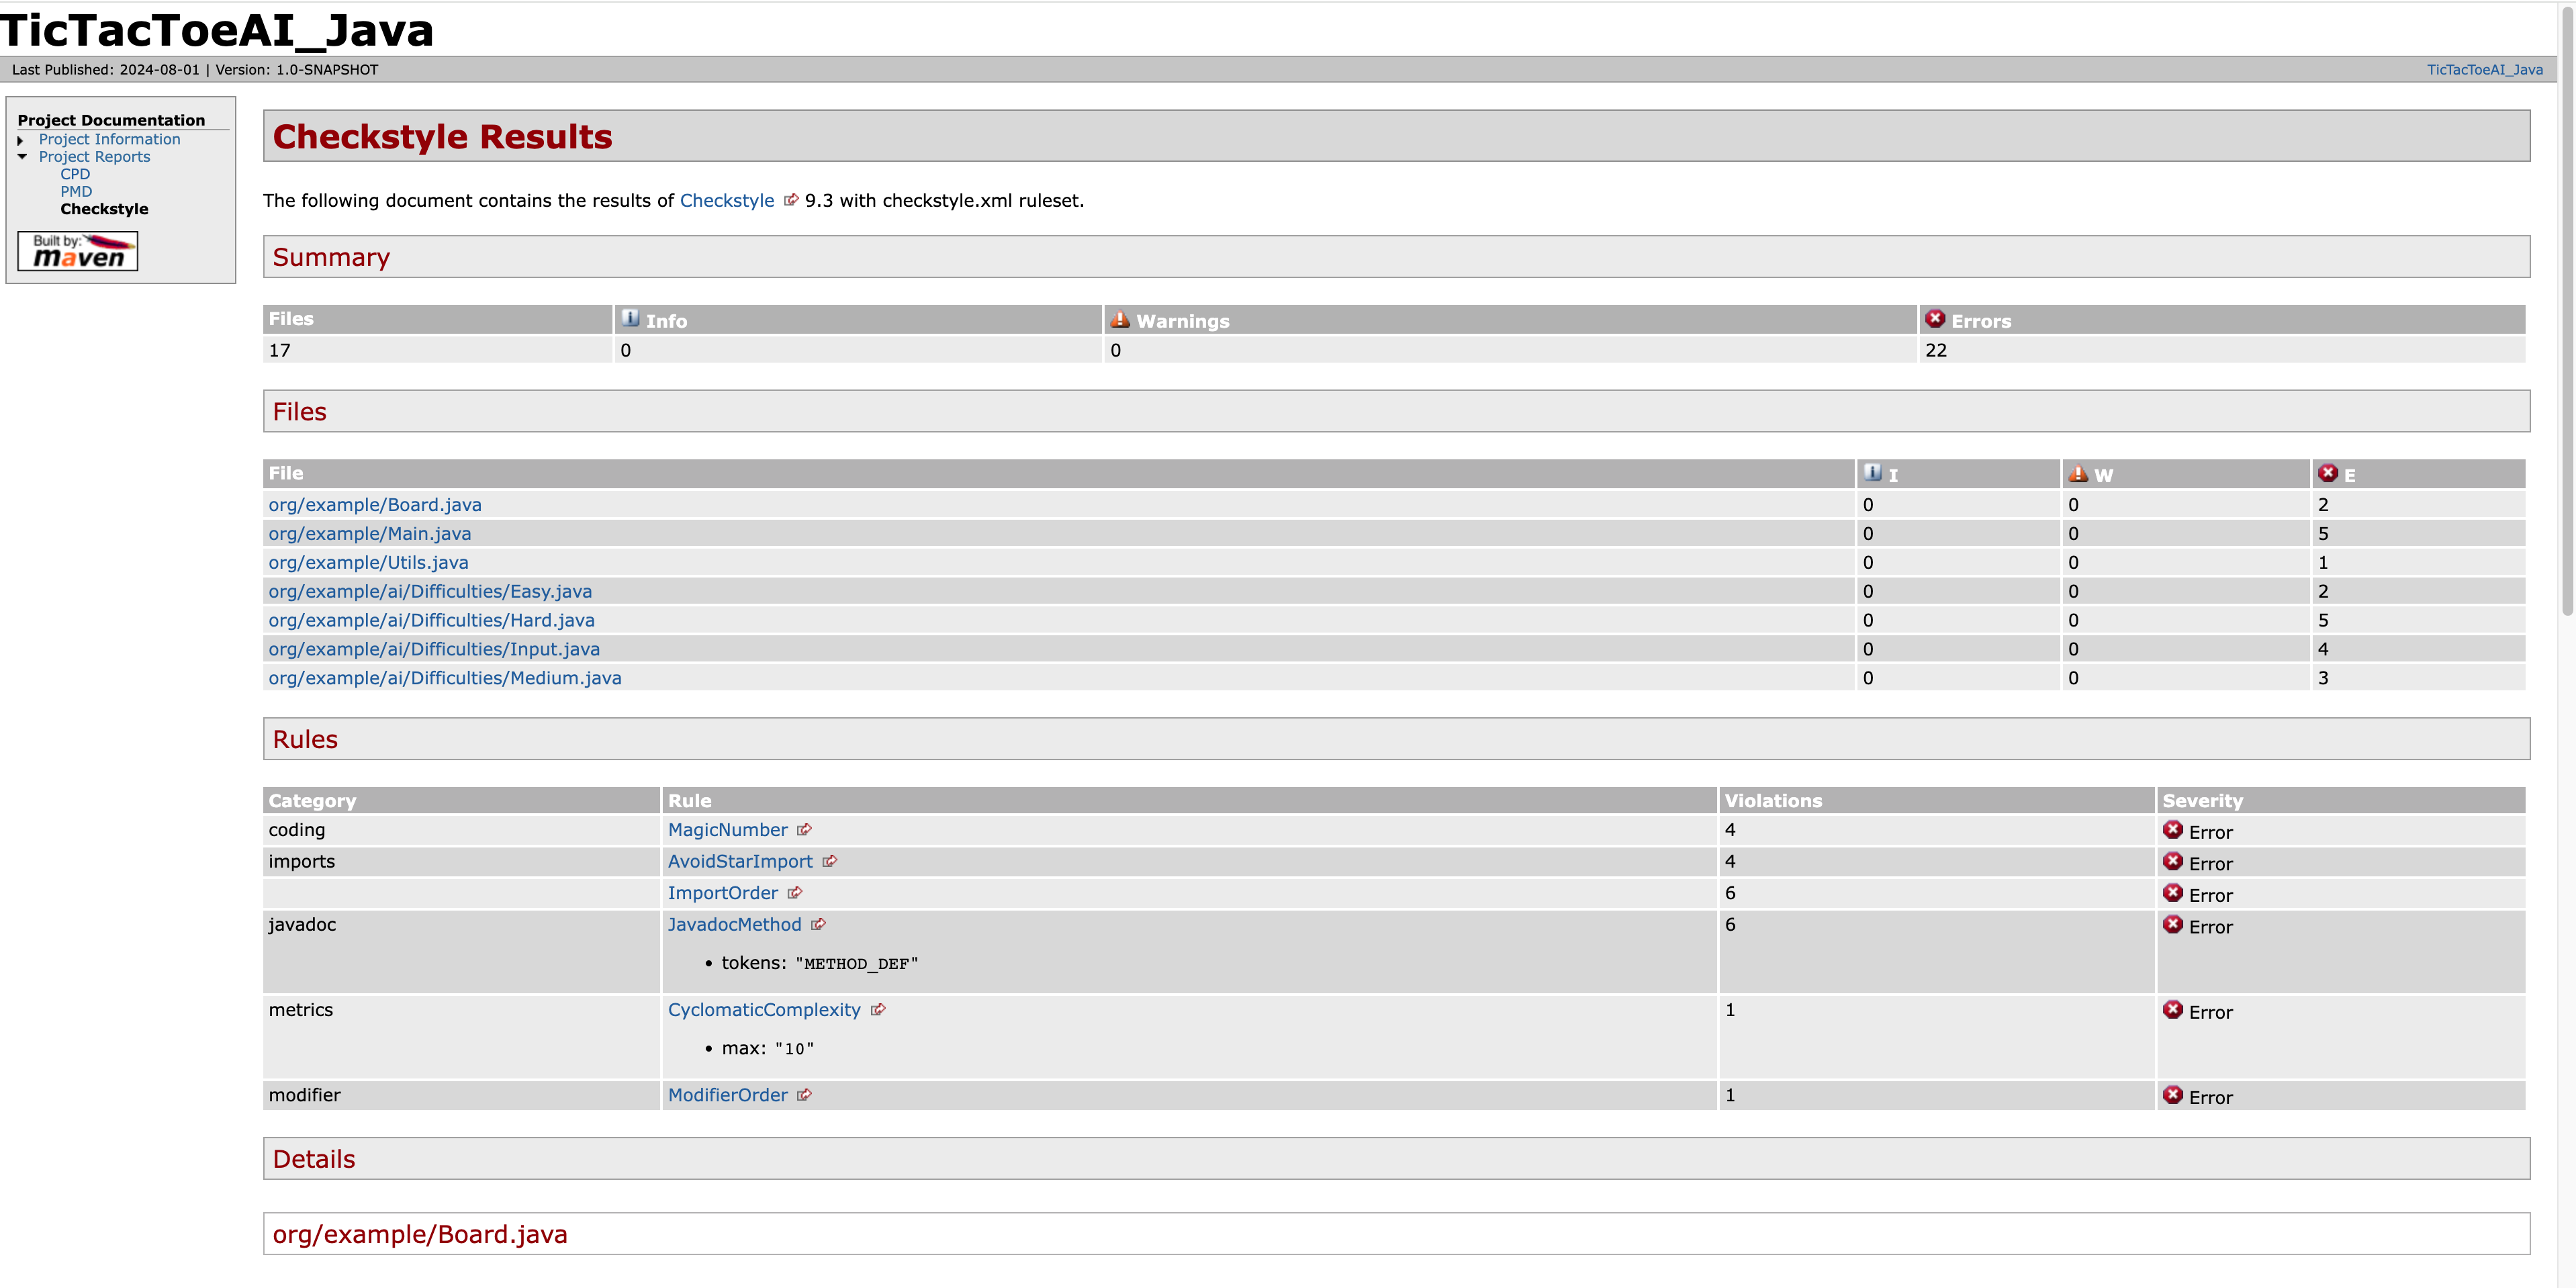 TicTacToeAI_Java
Last Published: 2024-08-01 | Version: 1.0-SNAPSHOT
TicTacToeAI_Java
Project Documentation
Project Information
Project Reports
CPD
PMD
Checkstyle
Built by:
maven
Checkstyle Results
The following document contains the results of Checkstyle 9.3 with checkstyle.xml ruleset.
Summary
Files Info Warnings Errors
17 0 0 22
Files
File I W E
org/example/Board.java 0 0 2
org/example/Main.java 0 0 5
org/example/Utils.java 0 0 1
org/example/ai/Difficulties/Easy.java 0 0 2
org/example/ai/Difficulties/Hard.java 0 0 5
org/example/ai/Difficulties/Input.java 0 0 4
org/example/ai/Difficulties/Medium.java 0 0 3
Rules
Category Rule Violations Severity
coding MagicNumber 4 Error
imports AvoidStarImport 4 Error
ImportOrder 6 Error
javadoc JavadocMethod 6 Error
• tokens: "METHOD_DEF"
metrics CyclomaticComplexity 1 Error
• max: "10"
modifier ModifierOrder 1 Error
Details
org/example/Board.java